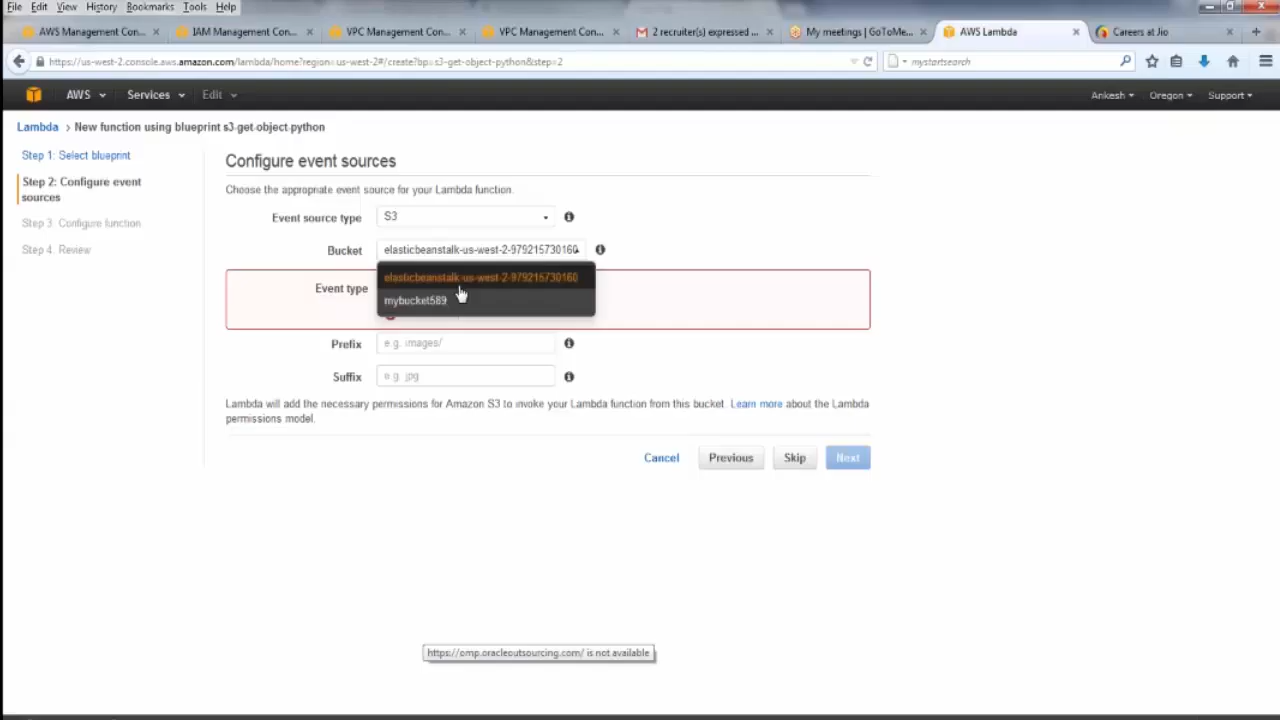 File Edit View History Bookmarks Tools Help
AWS Management Con... IAM Management Con... VPC Management Con... VPC Management Con... 2 recruiter(s) expressed ... My meetings | GoToMe... AWS Lambda Careers at Jio
https://us-west-2.console.aws.amazon.com/lambda/home?region=us-west-2#/create?bp=s3-get-object-python&step=2 mystartsearch
AWS Services Edit Ankesh Oregon Support
Lambda > New function using blueprint s3-get-object-python
Step 1: Select blueprint
Step 2: Configure event
sources
Step 3: Configure function
Step 4: Review
Configure event sources
Choose the appropriate event source for your Lambda function.
Event source type S3
Bucket elasticbeanstalk-us-west-2-979215730160
elasticbeanstalk-us-west-2-979215730160
mybucket589
Event type
Prefix e.g. images/
Suffix e.g. jpg
Lambda will add the necessary permissions for Amazon S3 to invoke your Lambda function from this bucket. Learn more about the Lambda
permissions model.
Cancel Previous Skip Next
https://omp.oracleoutsourcing.com/ is not available